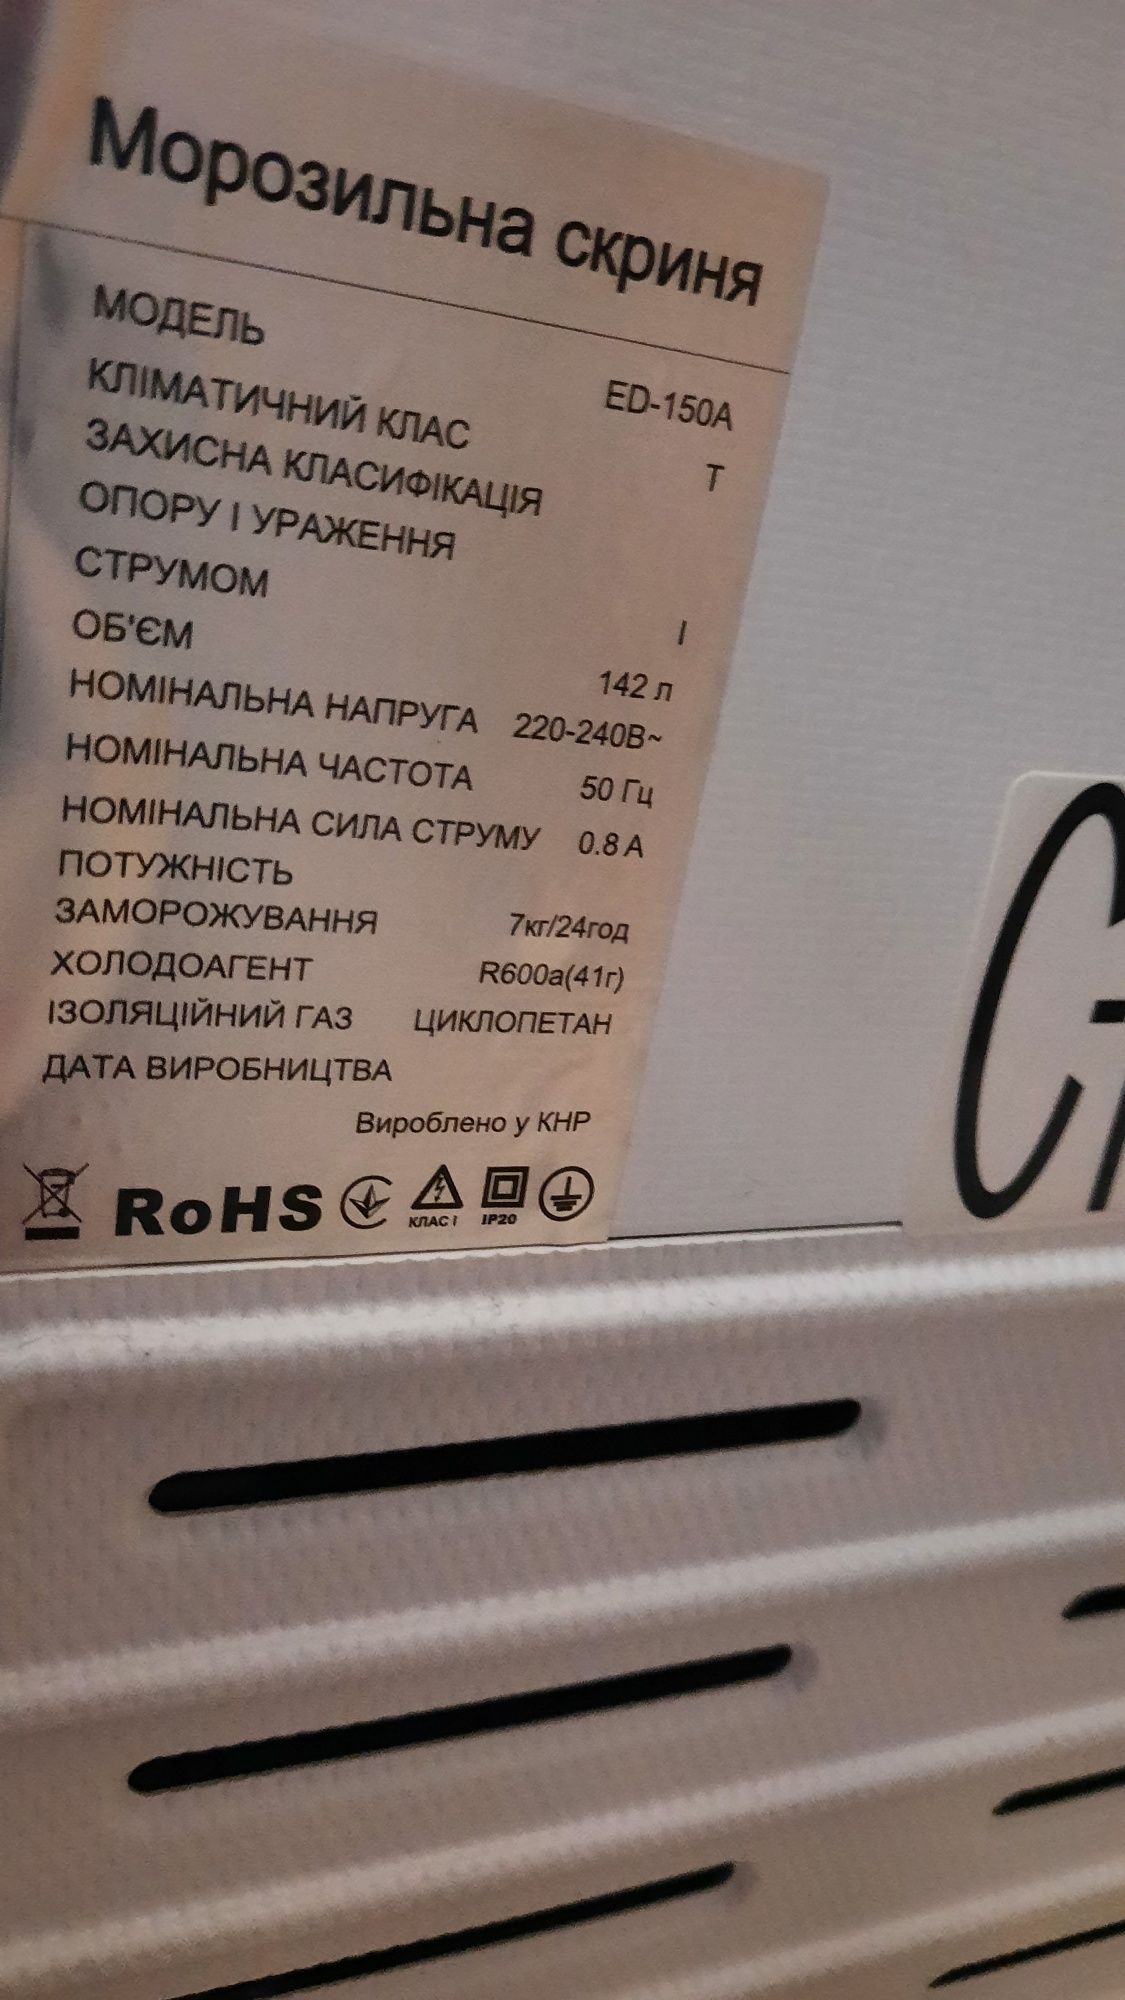 Морозильна скриня
МОДЕЛЬ ED-150A
КЛІМАТИЧНИЙ КЛАС T
ЗАХИСНА КЛАСИФІКАЦІЯ
ОПОРУ І УРАЖЕННЯ
СТРУМОМ I
ОБ'ЄМ 142 л
НОМІНАЛЬНА НАПРУГА 220-240В~
НОМІНАЛЬНА ЧАСТОТА 50 Гц
НОМІНАЛЬНА СИЛА СТРУМУ 0.8 А
ПОТУЖНІСТЬ
ЗАМОРОЖУВАННЯ 7кг/24год
ХОЛОДОАГЕНТ R600a(41г)
ІЗОЛЯЦІЙНИЙ ГАЗ ЦИКЛОПЕТАН
ДАТА ВИРОБНИЦТВА
Вироблено у КНР
RoHS КЛАС I IP20